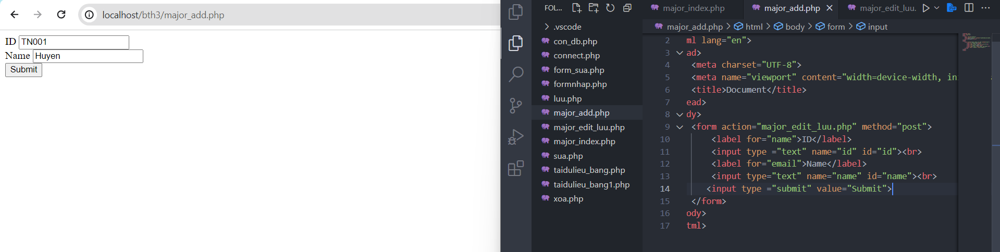 localhost/bth3/major_add.php
ID TN001
Name Huyen
Submit
FOL...
.vscode
con_db.php
connect.php
form_sua.php
formnhap.php
luu.php
major_add.php
major_edit_luu.php
major_index.php
sua.php
taidulieu_bang.php
taidulieu_bang1.php
xoa.php
major_index.php
major_add.php
major_edit_luu.
major_add.php > html > body > form > input
2 ml lang="en">
3 ad>
4 <meta charset="UTF-8">
5 <meta name="viewport" content="width=device-width, in
6 <title>Document</title>
7 ead>
8 dy>
9 <form action="major_edit_luu.php" method="post">
10 <label for="name">ID</label>
11 <input type ="text" name="id" id="id"><br>
12 <label for="email">Name</label>
13 <input type="text" name="name" id="name"><br>
14 <input type ="submit" value="Submit">
15 </form>
16 ody>
17 tml>